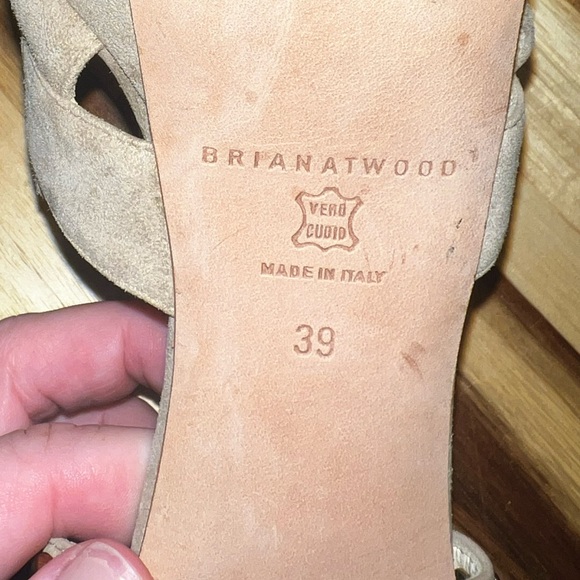 BRIANATWOOD
VERO
CUOIO
MADE IN ITALY
39